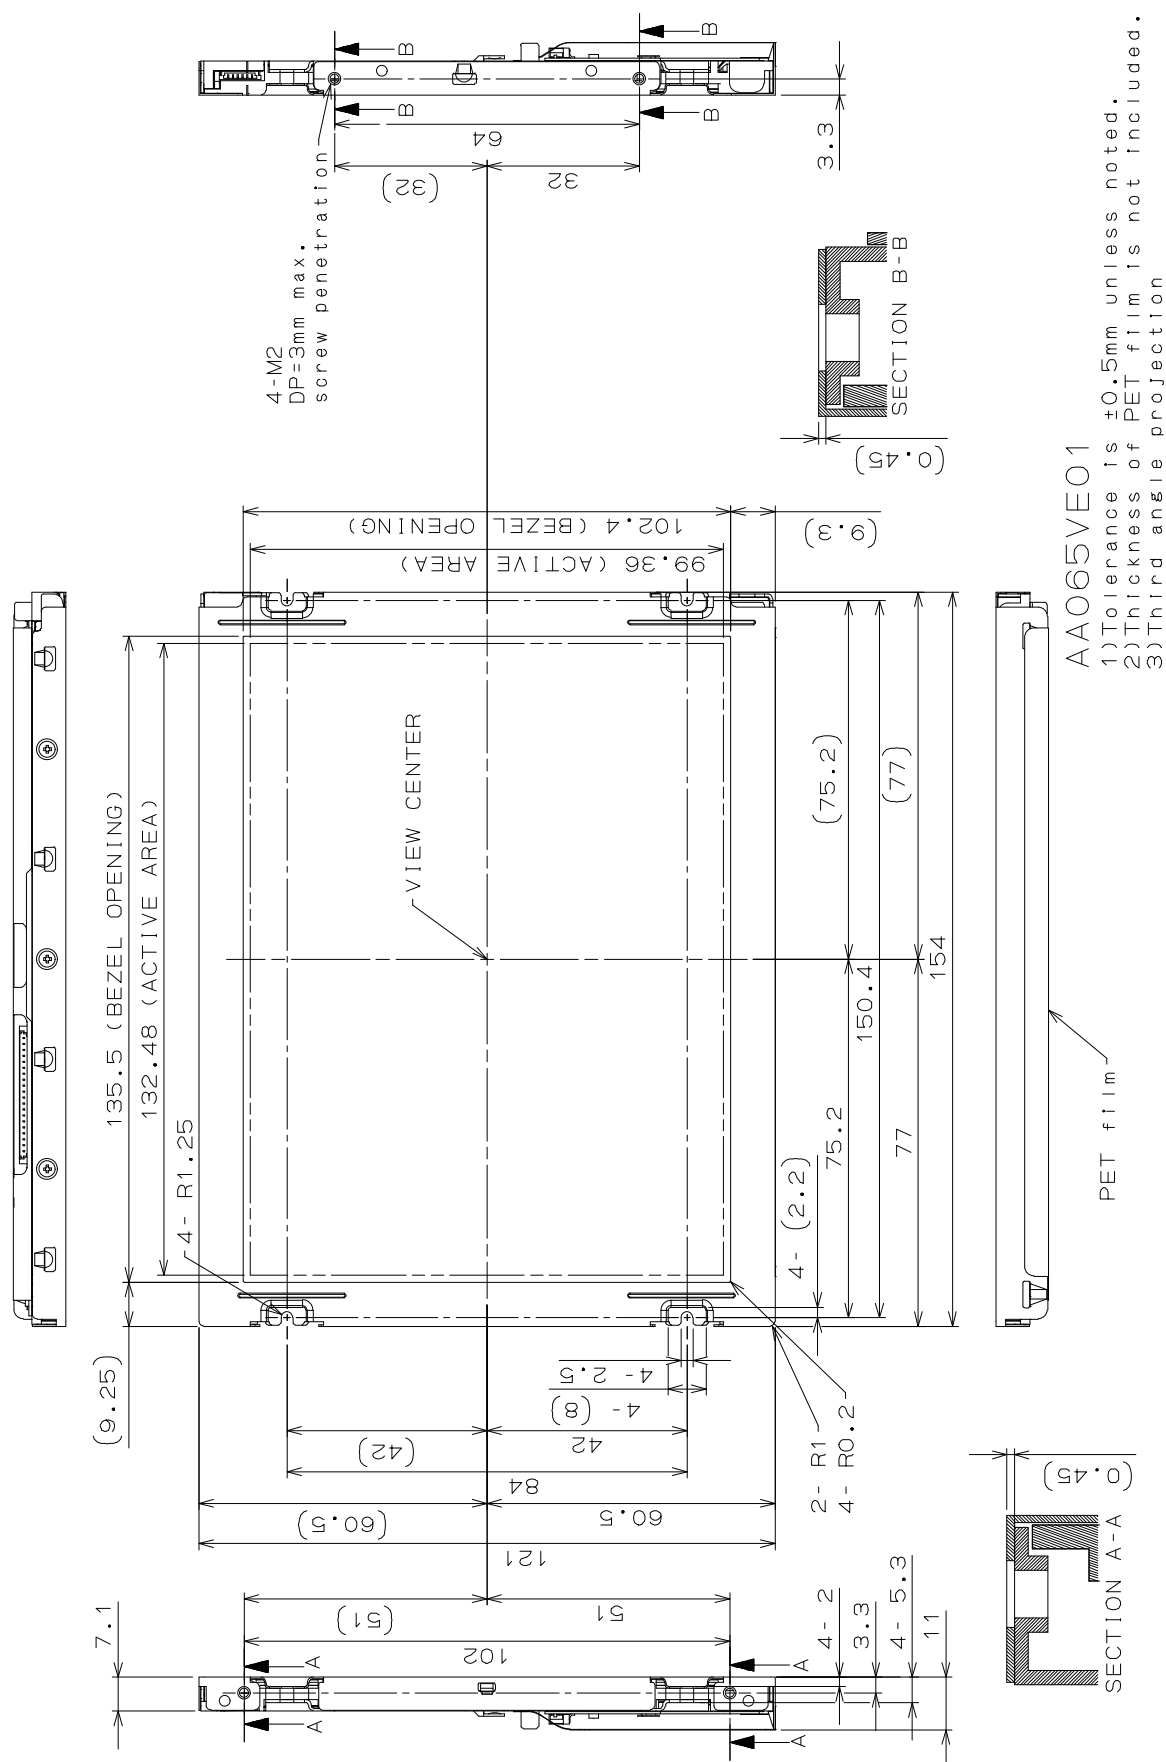 B
B
B
B
64
(32)
32
3.3
4-M2
DP=3mm max.
screw penetration
SECTION B-B
(0.45)
102.4 (BEZEL OPENING)
99.36 (ACTIVE AREA)
(9.3)
135.5 (BEZEL OPENING)
132.48 (ACTIVE AREA)
VIEW CENTER
(75.2)
(77)
154
150.4
75.2
77
4- R1.25
4- (2.2)
(9.25)
4- 2.5
4- (8)
(42)
42
84
(60.5)
60.5
121
2- R1
4- R0.2
PET film
(51)
51
102
7.1
A
A
A
A
4- 2
3.3
4- 5.3
11
SECTION A-A
(0.45)
AA065VE01
1)Tolerance is ±0.5mm unless noted.
2)Thickness of PET film is not included.
3)Third angle projection